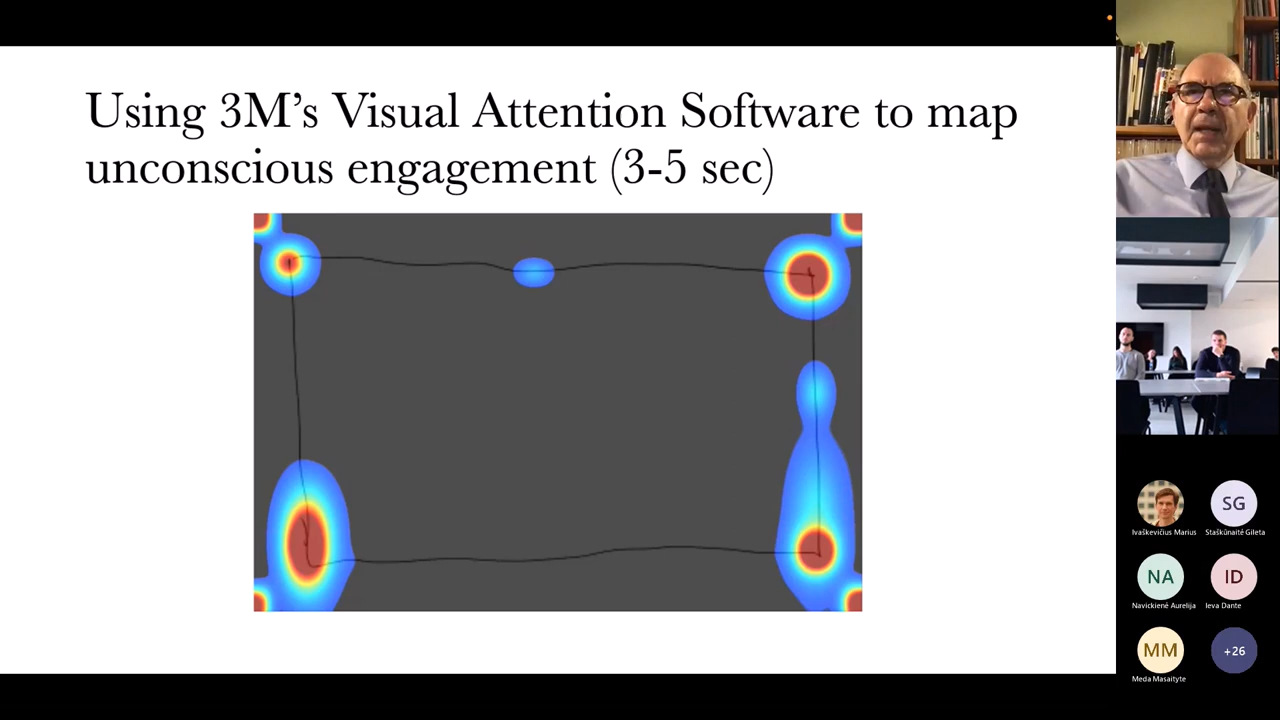 Using 3M’s Visual Attention Software to map
unconscious engagement (3-5 sec)
SG
Ivaškevičius Marius
Staškūnaitė Gileta
NA
ID
Navickienė Aurelija
Ieva Dante
MM
+26
Meda Masaityte